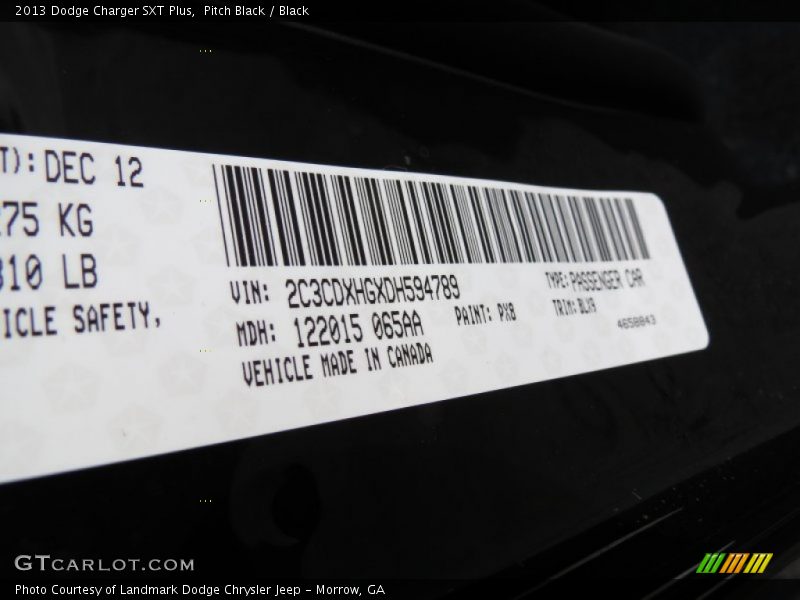 2013 Dodge Charger SXT Plus, Pitch Black / Black
T): DEC 12
75 KG
310 LB
ICLE SAFETY,
VIN: 2C3CDXHGXDH594789
TYPE: PASSENGER CAR
MDH: 122015 065AA
PAINT: PX8
TRIM: BLX9
4658843
VEHICLE MADE IN CANADA
GTCARLOT.COM
Photo Courtesy of Landmark Dodge Chrysler Jeep – Morrow, GA